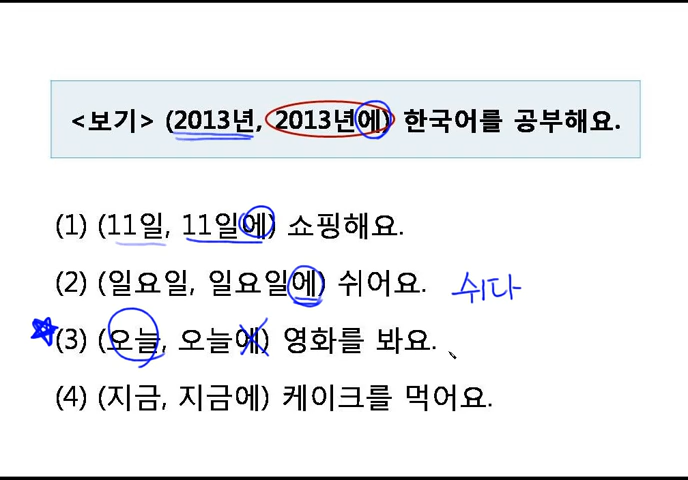 <보기> (2013년, 2013년에) 한국어를 공부해요.
(1) (11일, 11일에) 쇼핑해요.
(2) (일요일, 일요일에) 쉬어요. 쉬다
(3) (오늘, 오늘에) 영화를 봐요.
(4) (지금, 지금에) 케이크를 먹어요.